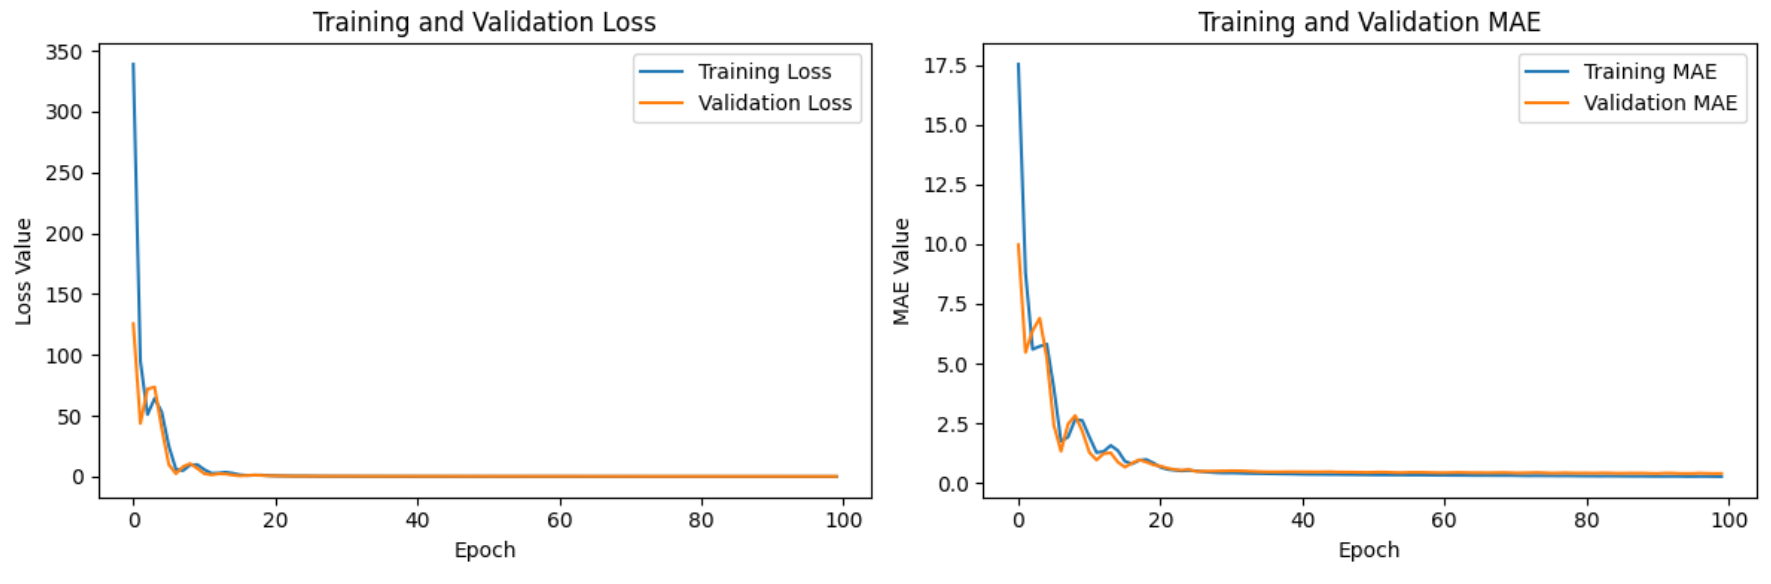 Training and Validation Loss
350
300
250
200
150
100
50
0
Loss Value
0 20 40 60 80 100
Epoch
Training Loss
Validation Loss
Training and Validation MAE
17.5
15.0
12.5
10.0
7.5
5.0
2.5
0.0
MAE Value
0 20 40 60 80 100
Epoch
Training MAE
Validation MAE